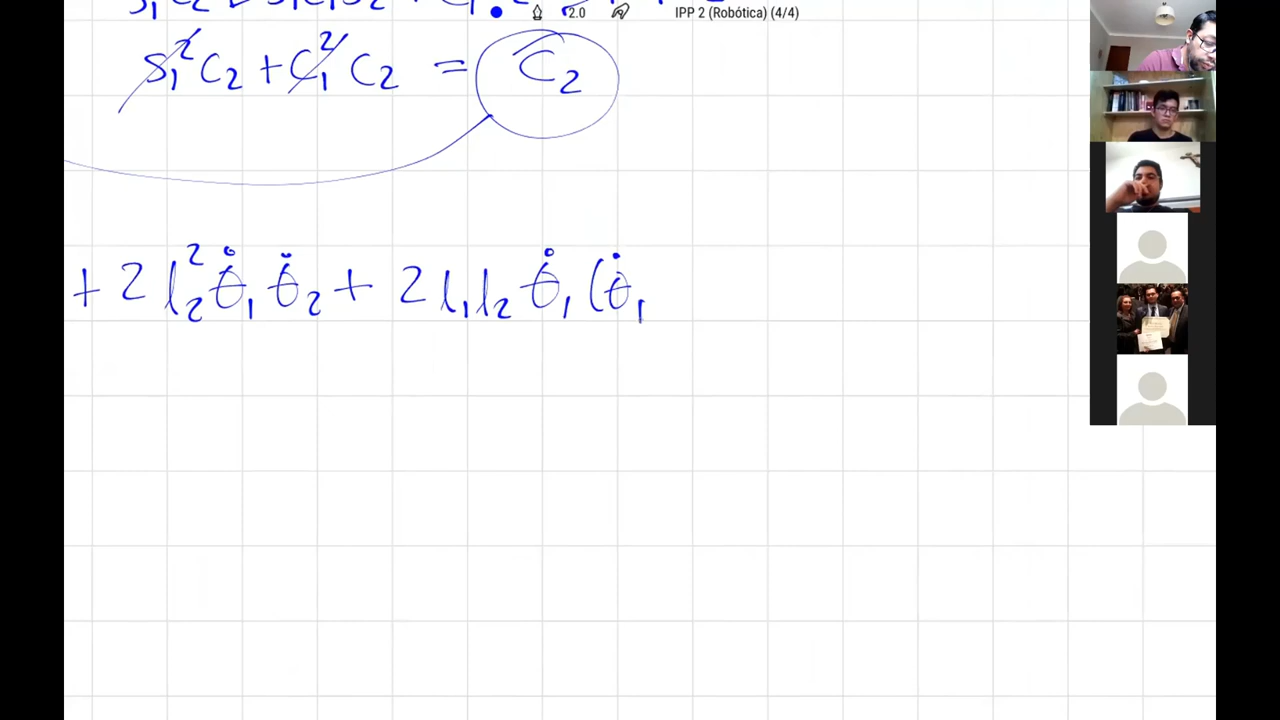 2.0 IPP 2 (Robótica) (4/4)
S₁²C₂ + C₁²C₂ = C₂
+ 2 l₂² θ̇₁ θ̇₂ + 2 l₁ l₂ θ̇₁ (θ̇₁